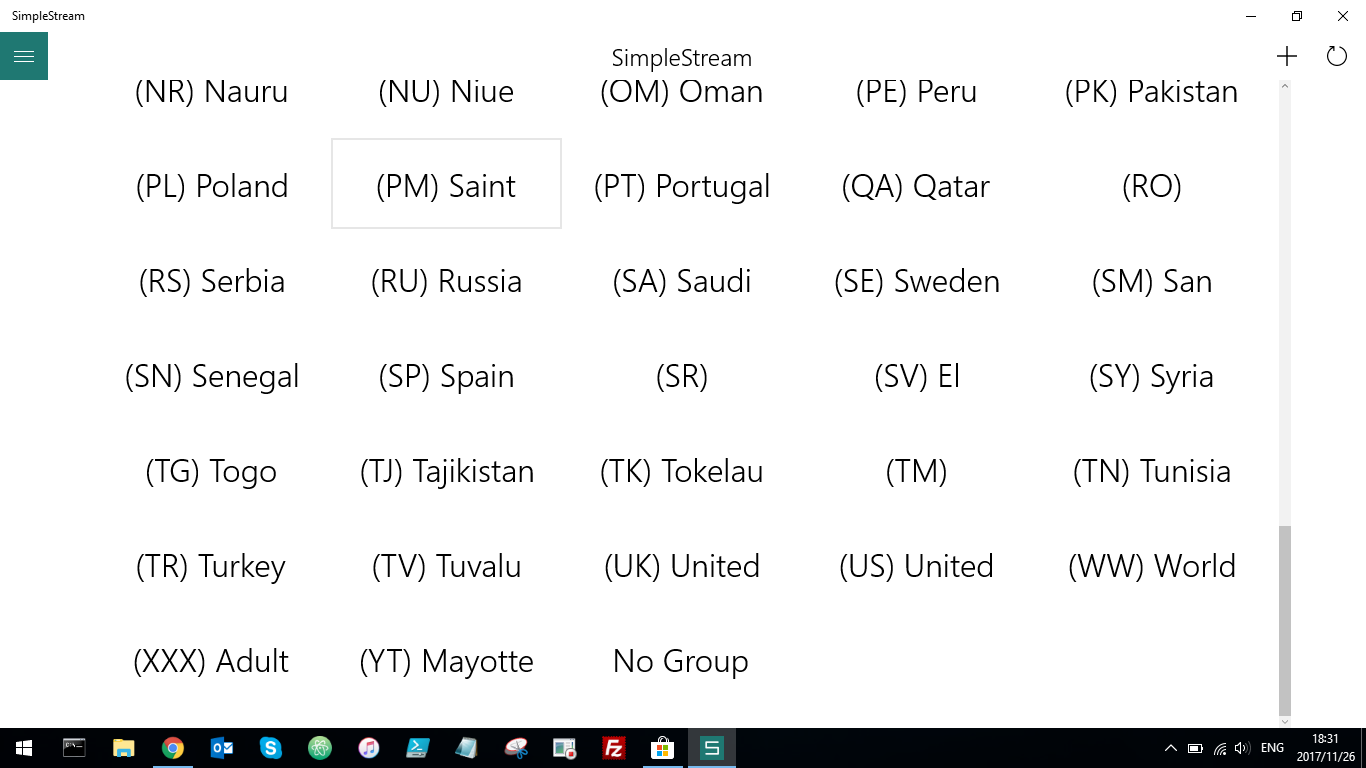 SimpleStream
SimpleStream
(NR) Nauru (NU) Niue (OM) Oman (PE) Peru (PK) Pakistan
(PL) Poland (PM) Saint (PT) Portugal (QA) Qatar (RO)
(RS) Serbia (RU) Russia (SA) Saudi (SE) Sweden (SM) San
(SN) Senegal (SP) Spain (SR) (SV) El (SY) Syria
(TG) Togo (TJ) Tajikistan (TK) Tokelau (TM) (TN) Tunisia
(TR) Turkey (TV) Tuvalu (UK) United (US) United (WW) World
(XXX) Adult (YT) Mayotte No Group
ENG 18:31
2017/11/26